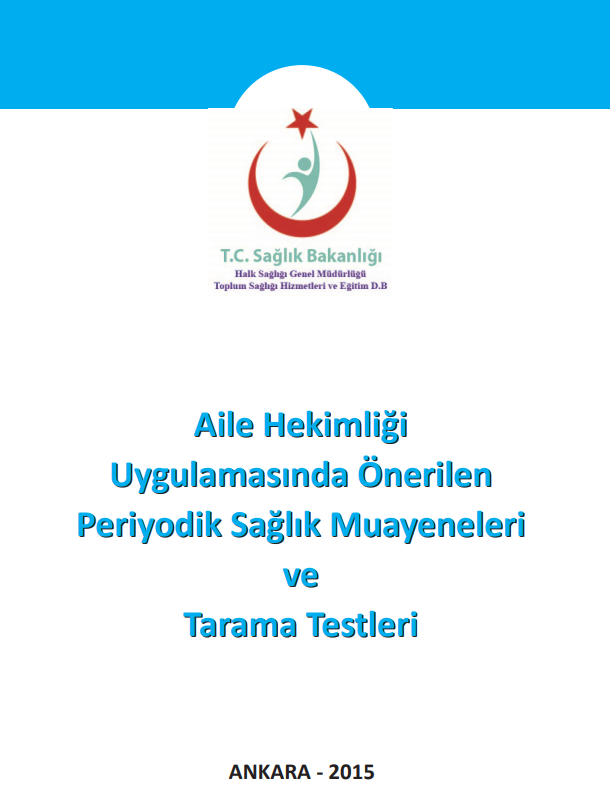 T.C. Sağlık Bakanlığı
Halk Sağlığı Genel Müdürlüğü
Toplum Sağlığı Hizmetleri ve Eğitim D.B
Aile Hekimliği
Uygulamasında Önerilen
Periyodik Sağlık Muayeneleri
ve
Tarama Testleri
ANKARA - 2015